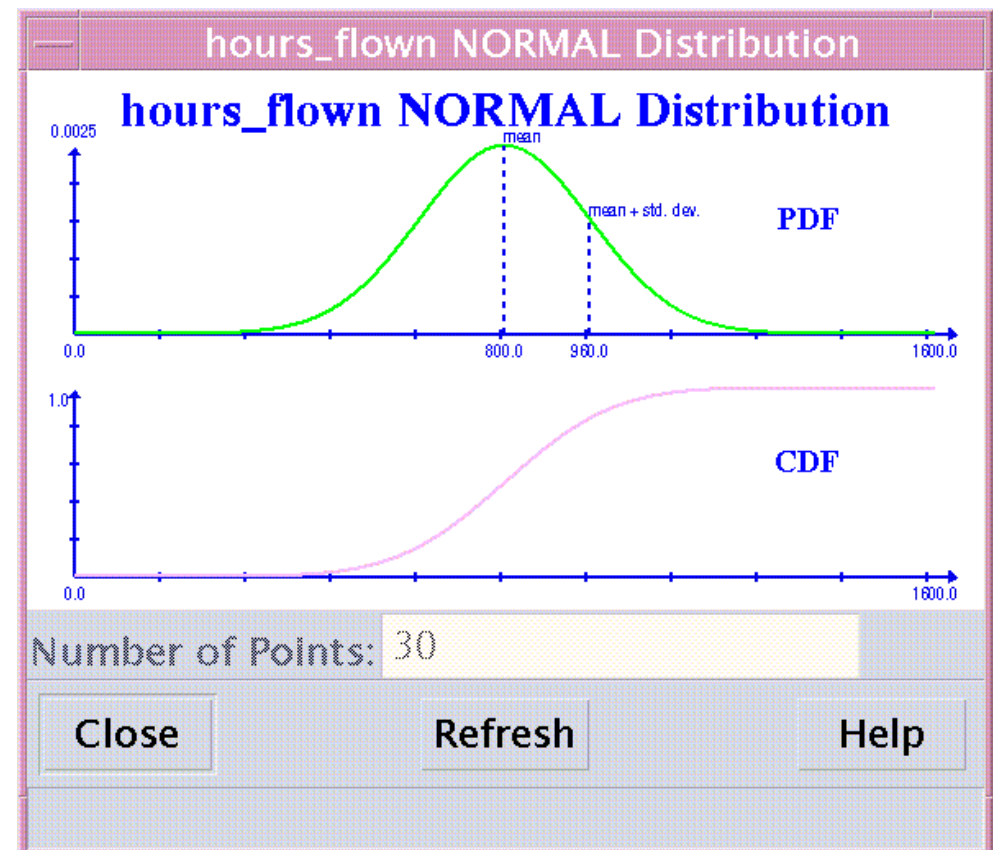 hours_flown NORMAL Distribution
hours_flown NORMAL Distribution
0.0025
mean
mean + std. dev.
PDF
0.0 800.0 960.0 1600.0
1.0
CDF
0.0 1600.0
Number of Points: 30
Close Refresh Help